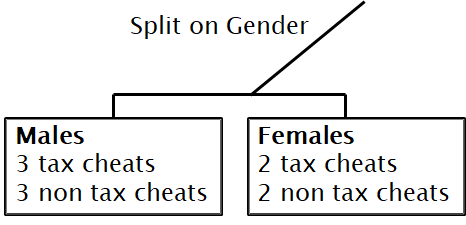 Split on Gender
Males
3 tax cheats
3 non tax cheats
Females
2 tax cheats
2 non tax cheats